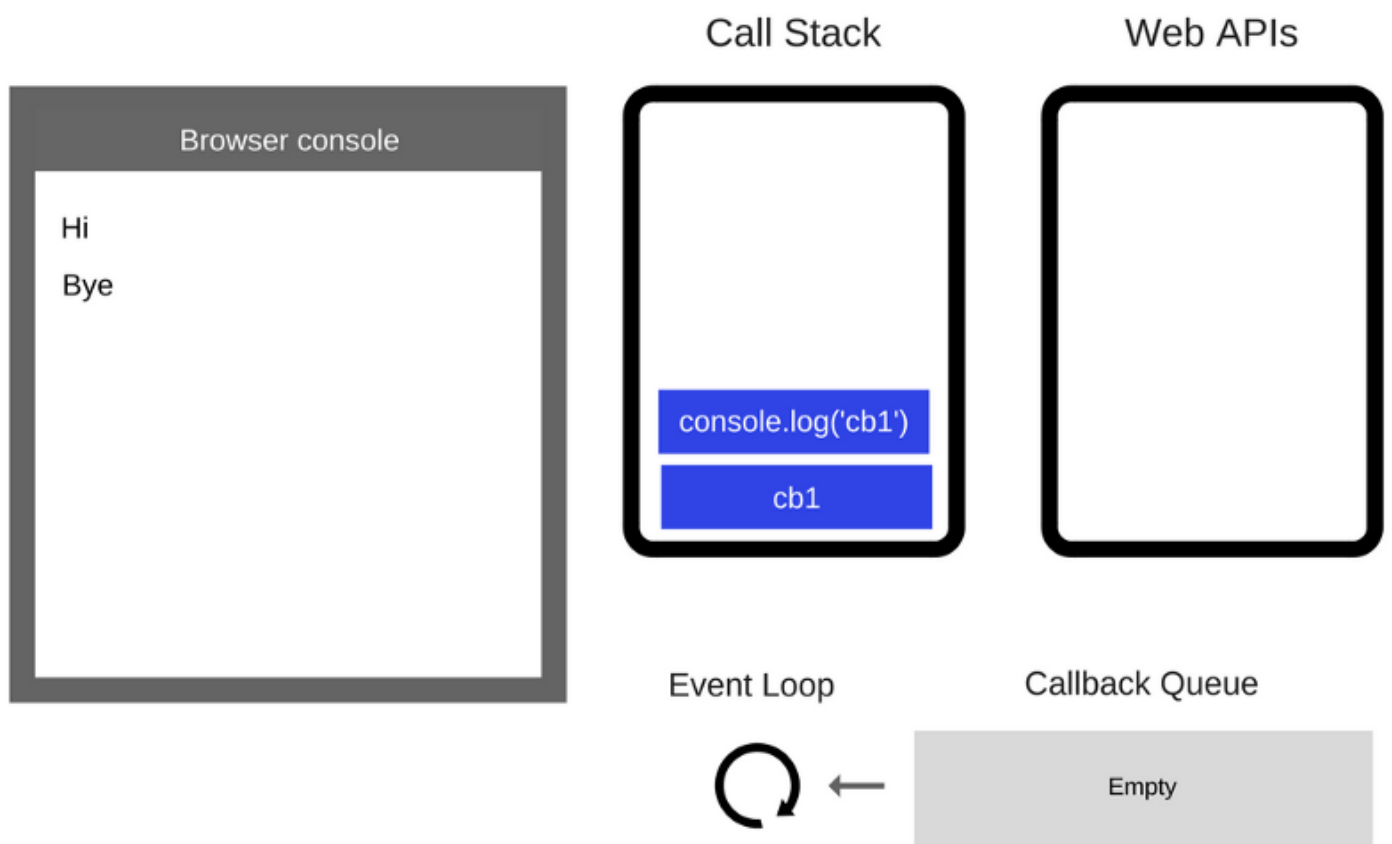 Call Stack
Web APIs
Browser console
Hi
Bye
console.log('cb1')
cb1
Event Loop
Callback Queue
Empty